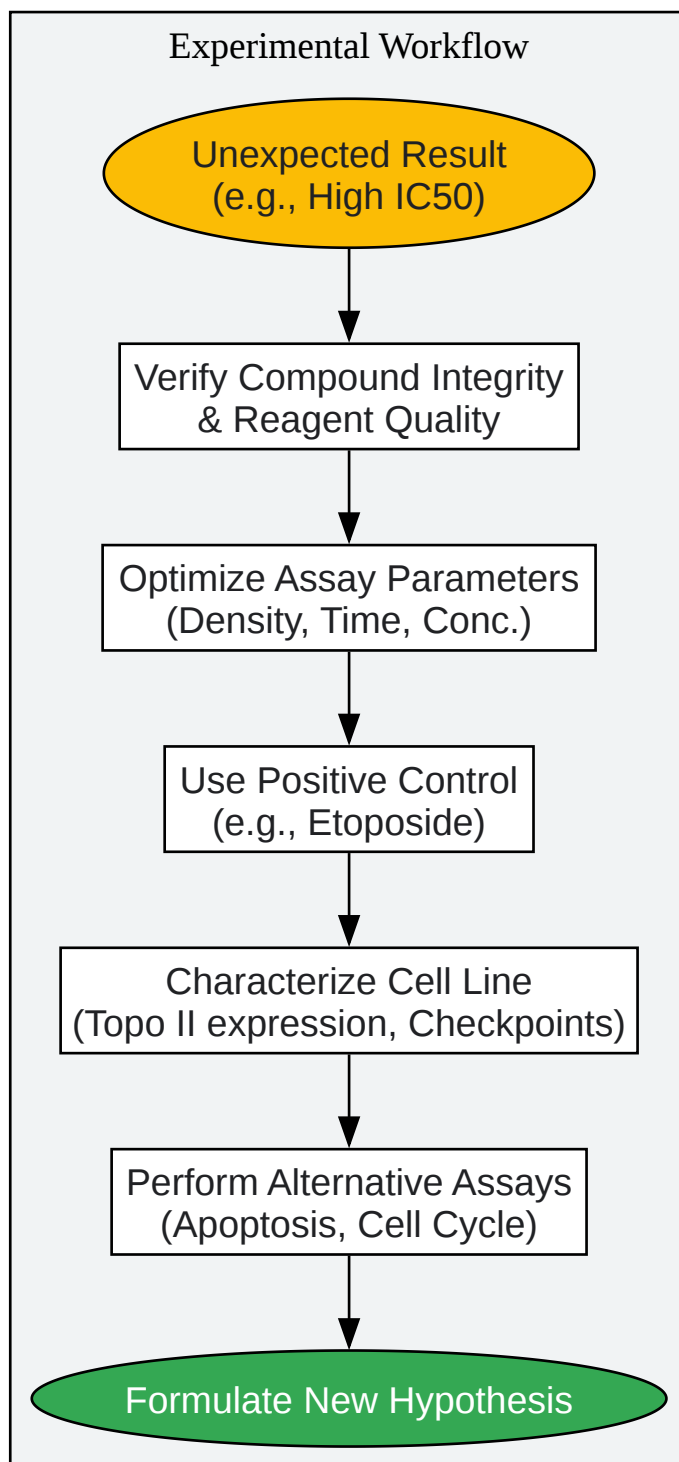 Experimental Workflow
Unexpected Result
(e.g., High IC50)
Verify Compound Integrity
& Reagent Quality
Optimize Assay Parameters
(Density, Time, Conc.)
Use Positive Control
(e.g., Etoposide)
Characterize Cell Line
(Topo II expression, Checkpoints)
Perform Alternative Assays
(Apoptosis, Cell Cycle)
Formulate New Hypothesis